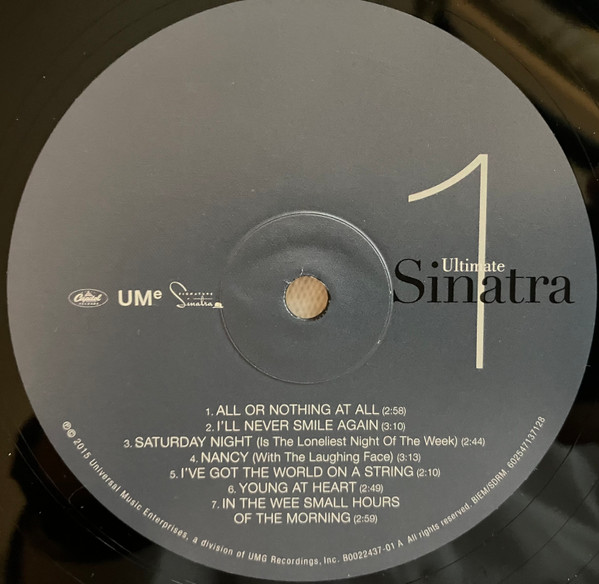 1
Ultimate
Sinatra
Capitol
RECORDS
UMe
SIGNATURE
Sinatra
1. ALL OR NOTHING AT ALL (2:58)
2. I'LL NEVER SMILE AGAIN (3:10)
3. SATURDAY NIGHT (Is The Loneliest Night Of The Week) (2:44)
4. NANCY (With The Laughing Face) (3:13)
5. I'VE GOT THE WORLD ON A STRING (2:10)
6. YOUNG AT HEART (2:49)
7. IN THE WEE SMALL HOURS
OF THE MORNING (2:59)
℗© 2015 Universal Music Enterprises, a division of UMG Recordings, Inc. B0022437-01 A All rights reserved. BIEM/SDRM. 602547137128